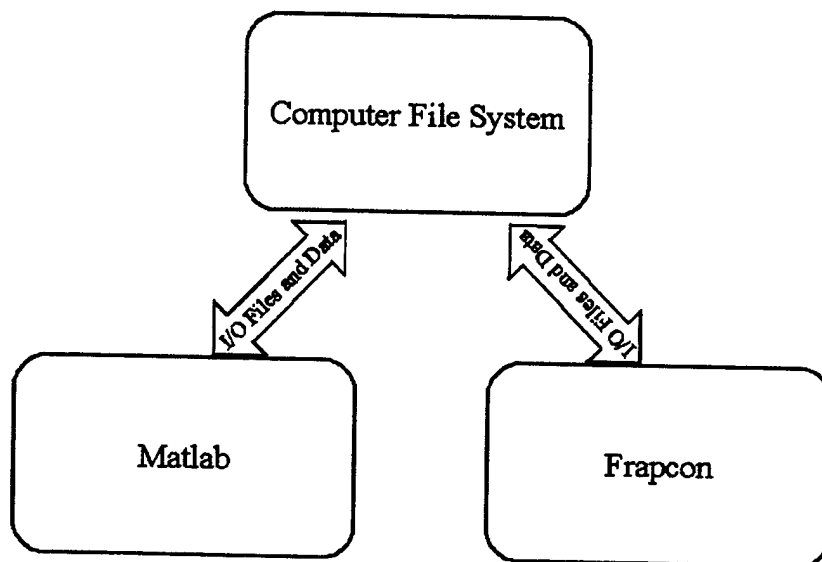 Computer File System
I/O Files and Data
I/O Files and Data
Matlab
Frapcon